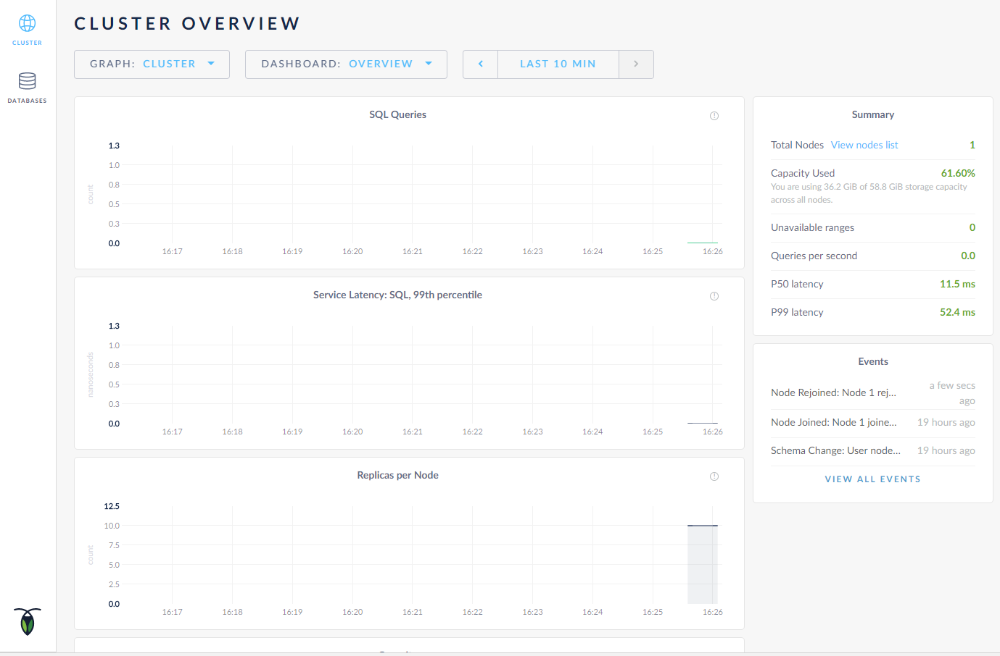 CLUSTER OVERVIEW
CLUSTER
DATABASES
GRAPH: CLUSTER
DASHBOARD: OVERVIEW
LAST 10 MIN
SQL Queries
count
1.3
1.0
0.8
0.5
0.3
0.0
16:17 16:18 16:19 16:20 16:21 16:22 16:23 16:24 16:25 16:26
Service Latency: SQL, 99th percentile
nanoseconds
1.3
1.0
0.8
0.5
0.3
0.0
16:17 16:18 16:19 16:20 16:21 16:22 16:23 16:24 16:25 16:26
Replicas per Node
count
12.5
10.0
7.5
5.0
2.5
0.0
16:17 16:18 16:19 16:20 16:21 16:22 16:23 16:24 16:25 16:26
Summary
Total Nodes View nodes list 1
Capacity Used 61.60%
You are using 36.2 GiB of 58.8 GiB storage capacity
across all nodes.
Unavailable ranges 0
Queries per second 0.0
P50 latency 11.5 ms
P99 latency 52.4 ms
Events
Node Rejoined: Node 1 rej... a few secs
ago
Node Joined: Node 1 joine... 19 hours ago
Schema Change: User node... 19 hours ago
VIEW ALL EVENTS